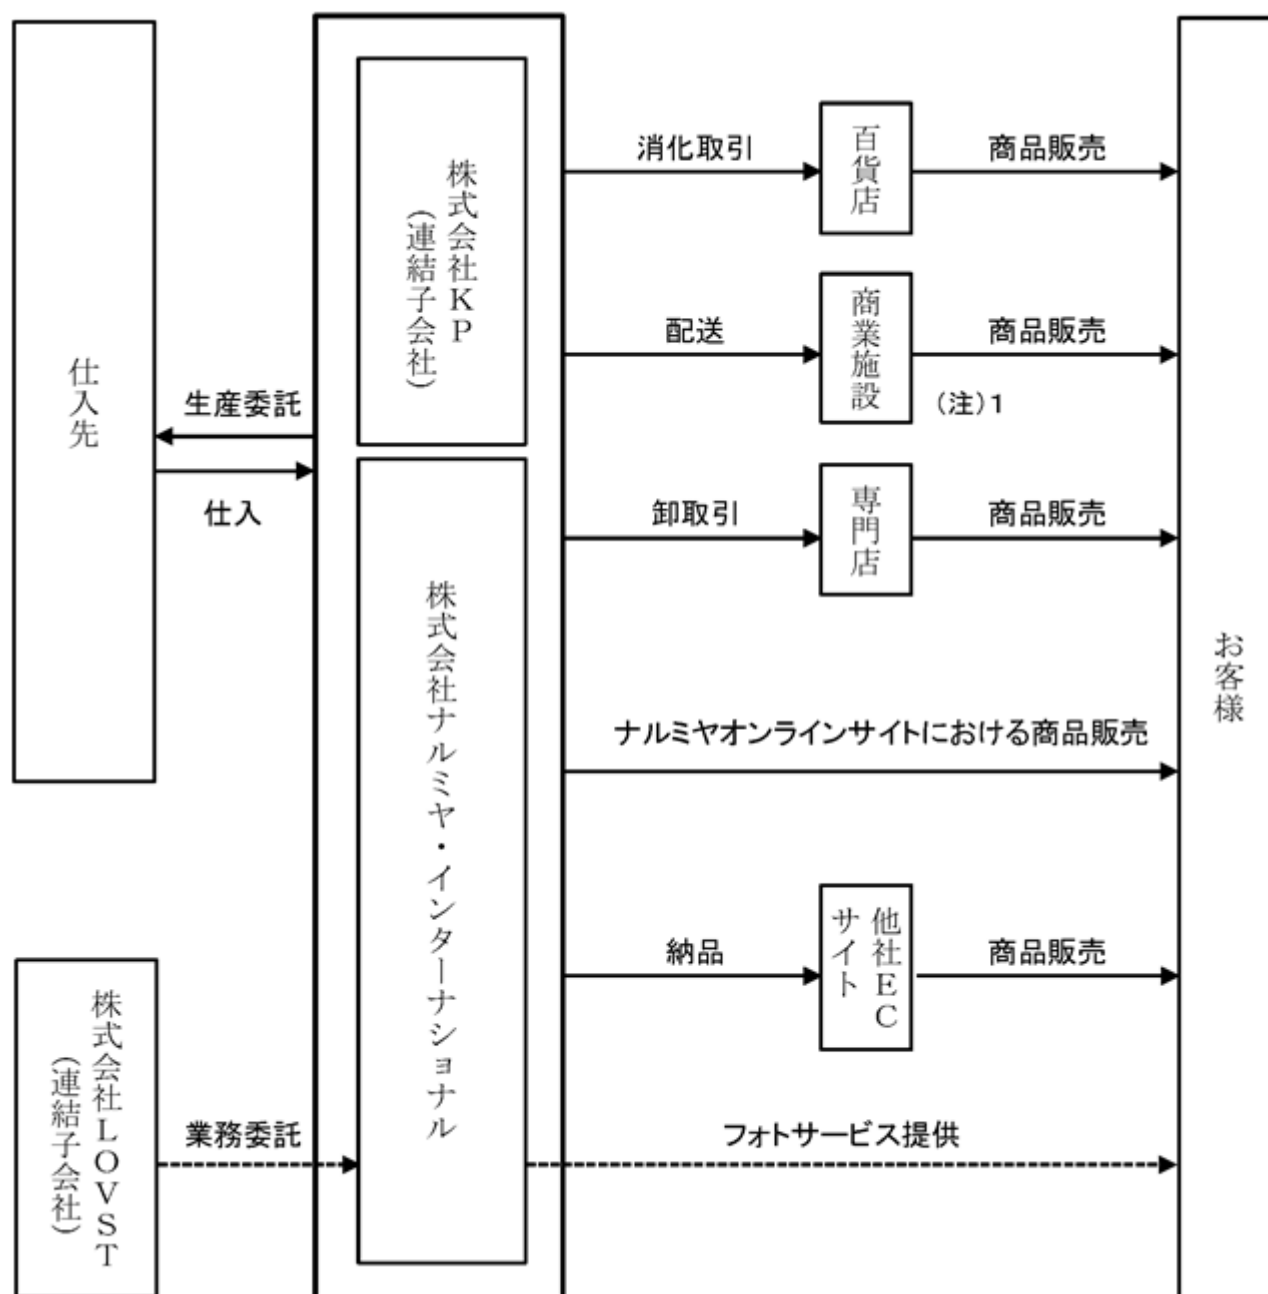 仕入先
生産委託
仕入
株式会社KP
（連結子会社）
株式会社ナルミヤ・インターナショナル
消化取引
百貨店
商品販売
配送
商業施設
商品販売
（注）1
卸取引
専門店
商品販売
ナルミヤオンラインサイトにおける商品販売
納品
他社EC
サイト
商品販売
株式会社LOVST
（連結子会社）
業務委託
フォトサービス提供
お客様